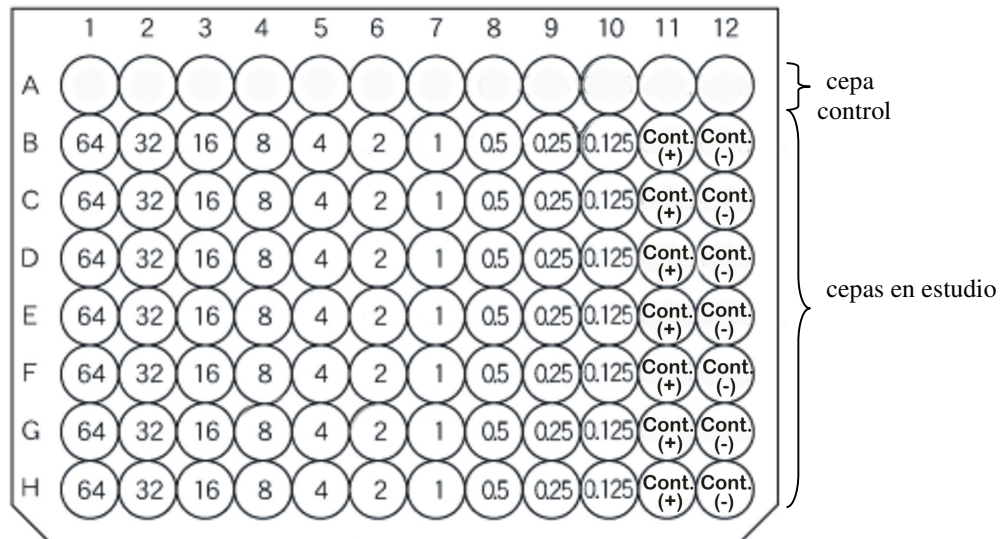 1 2 3 4 5 6 7 8 9 10 11 12
A
cepa
control
B 64 32 16 8 4 2 1 0.5 0.25 0.125 Cont. (+) Cont. (-)
C 64 32 16 8 4 2 1 0.5 0.25 0.125 Cont. (+) Cont. (-)
D 64 32 16 8 4 2 1 0.5 0.25 0.125 Cont. (+) Cont. (-)
E 64 32 16 8 4 2 1 0.5 0.25 0.125 Cont. (+) Cont. (-)
cepas en estudio
F 64 32 16 8 4 2 1 0.5 0.25 0.125 Cont. (+) Cont. (-)
G 64 32 16 8 4 2 1 0.5 0.25 0.125 Cont. (+) Cont. (-)
H 64 32 16 8 4 2 1 0.5 0.25 0.125 Cont. (+) Cont. (-)